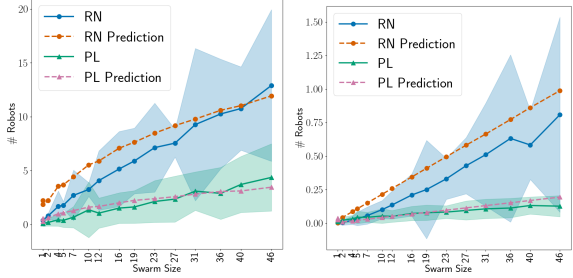 20
15
10
5
0
# Robots
RN
RN Prediction
PL
PL Prediction
1 2 4 5 7 10 12 16 19 23 27 31 36 40 46
Swarm Size
1.50
1.25
1.00
0.75
0.50
0.25
0.00
# Robots
RN
RN Prediction
PL
PL Prediction
1 2 4 5 7 10 12 16 19 23 27 31 36 40 46
Swarm Size